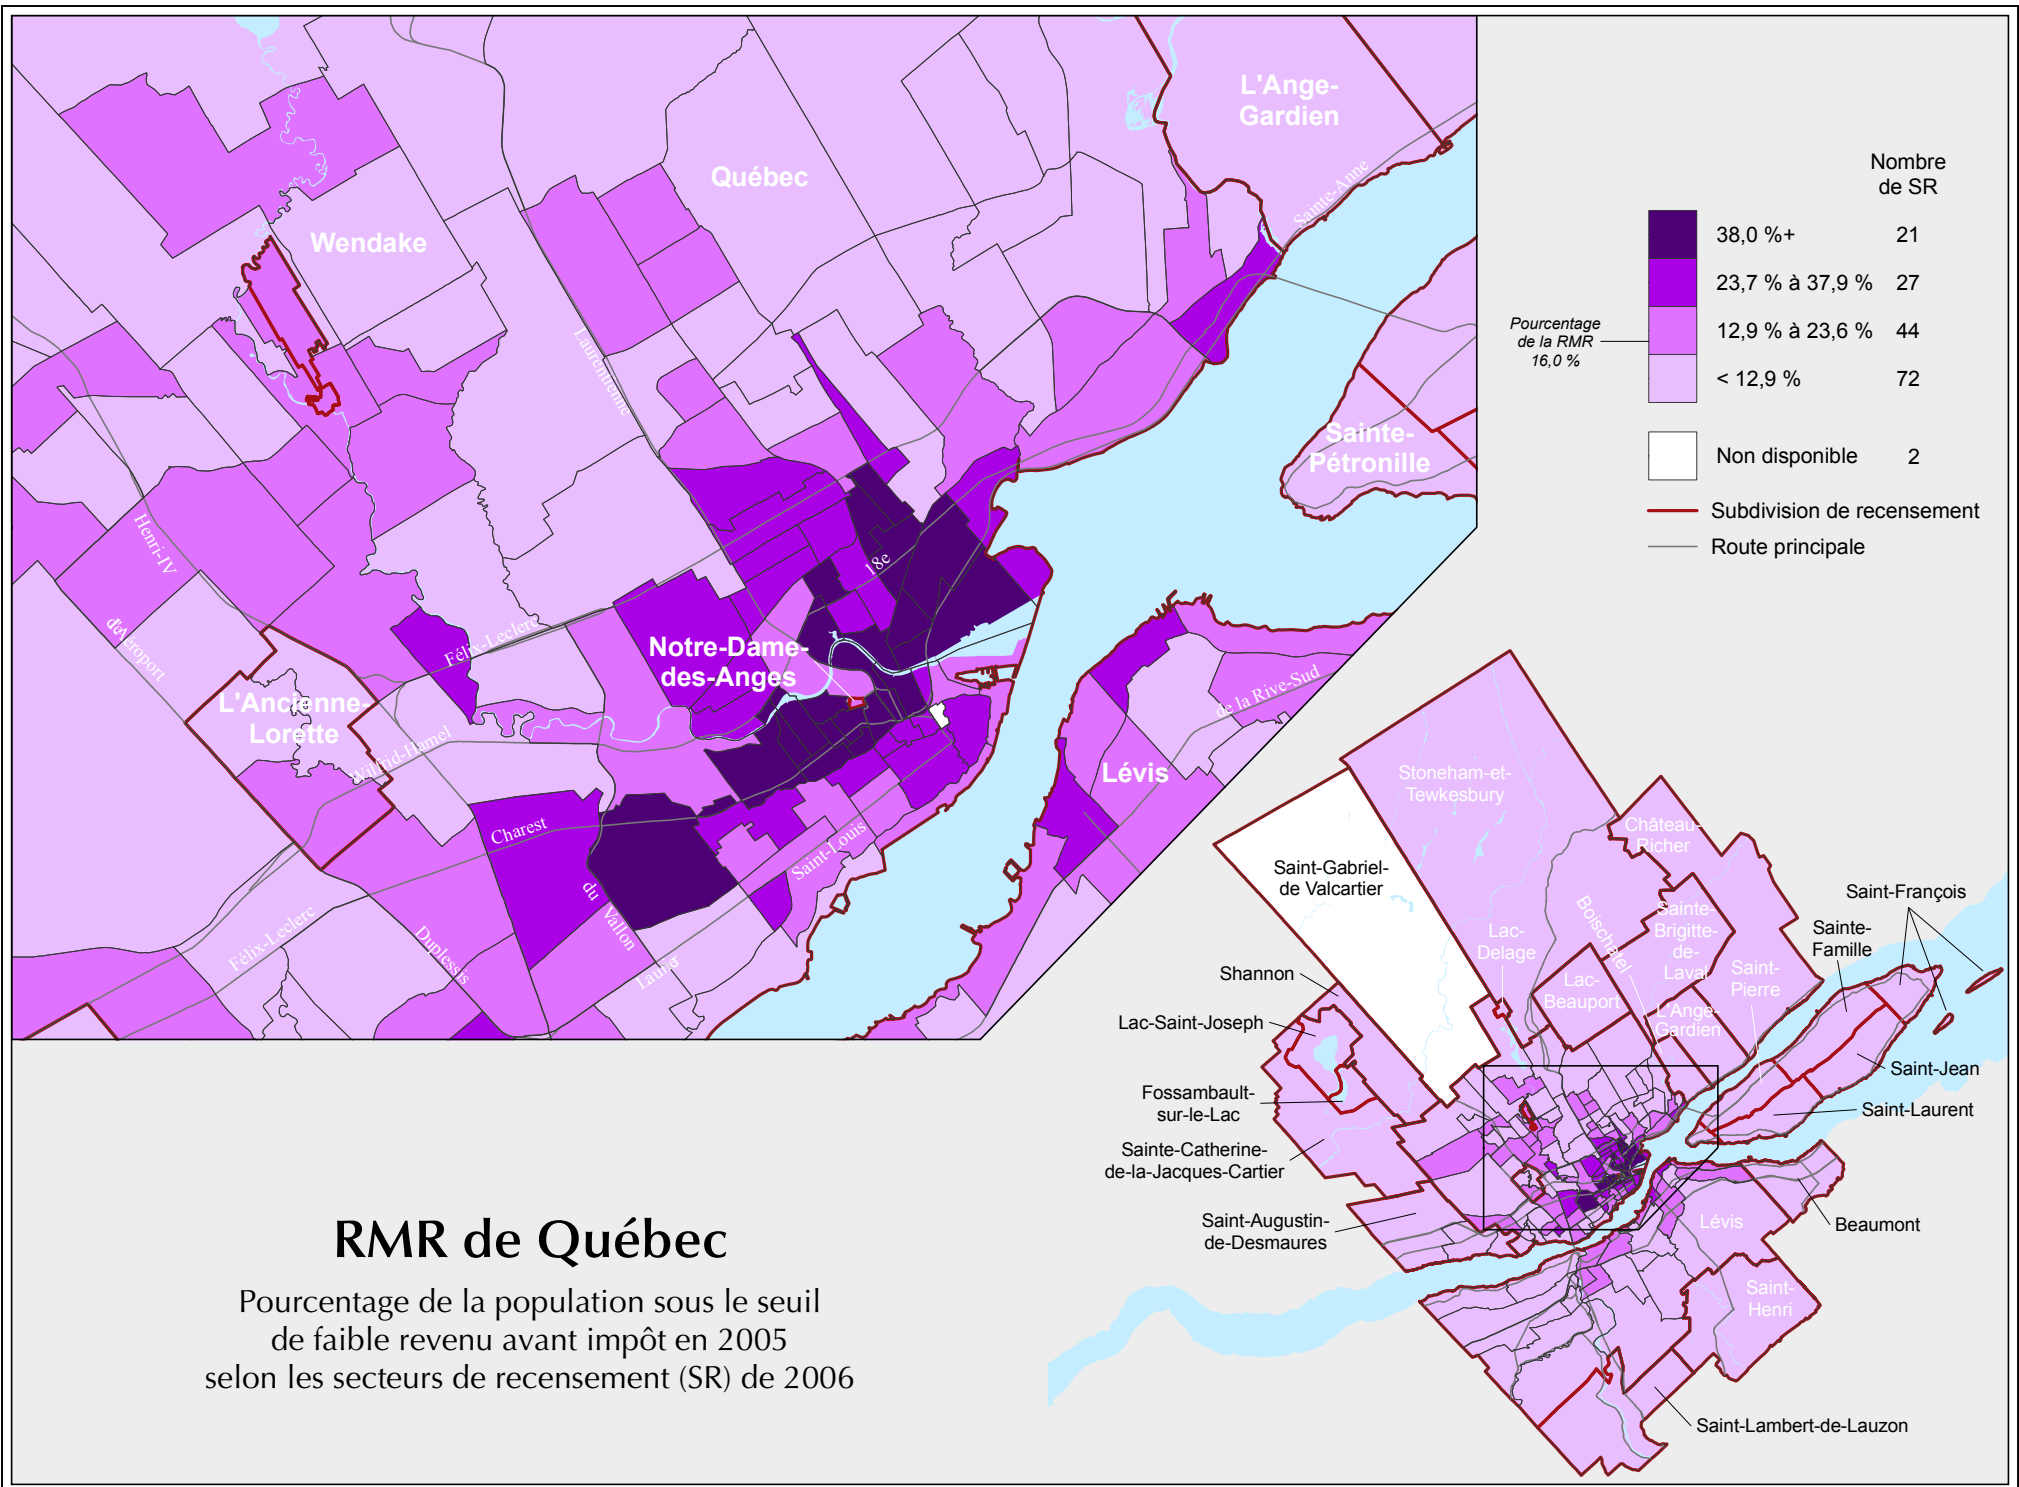 L'Ange-
Gardien
Québec
Wendake
Sainte-Anne
Laurentienne
Sainte-
Pétronille
Henri-IV
18e
d'Aéroport
Félix-Leclerc
Notre-Dame-
des-Anges
L'Ancienne-
Lorette
Wilfrid-Hamel
de la Rive-Sud
Lévis
Charest
Saint-Louis
du Vallon
Félix-Leclerc
Duplessis
Laurier
Nombre
de SR
38,0 %+ 21
23,7 % à 37,9 % 27
12,9 % à 23,6 % 44
< 12,9 % 72
Pourcentage
de la RMR
16,0 %
Non disponible 2
Subdivision de recensement
Route principale
Stoneham-et-
Tewkesbury
Château-
Richer
Saint-Gabriel-
de Valcartier
Saint-François
Boischatel
Sainte-
Brigitte-
de-
Laval
Sainte-
Famille
Lac-
Delage
Saint-
Pierre
Lac-
Beauport
Shannon
L'Ange-
Gardien
Lac-Saint-Joseph
Saint-Jean
Fossambault-
sur-le-Lac
Saint-Laurent
Sainte-Catherine-
de-la-Jacques-Cartier
Saint-Augustin-
de-Desmaures
Lévis
Beaumont
Saint-
Henri
Saint-Lambert-de-Lauzon
RMR de Québec
Pourcentage de la population sous le seuil
de faible revenu avant impôt en 2005
selon les secteurs de recensement (SR) de 2006